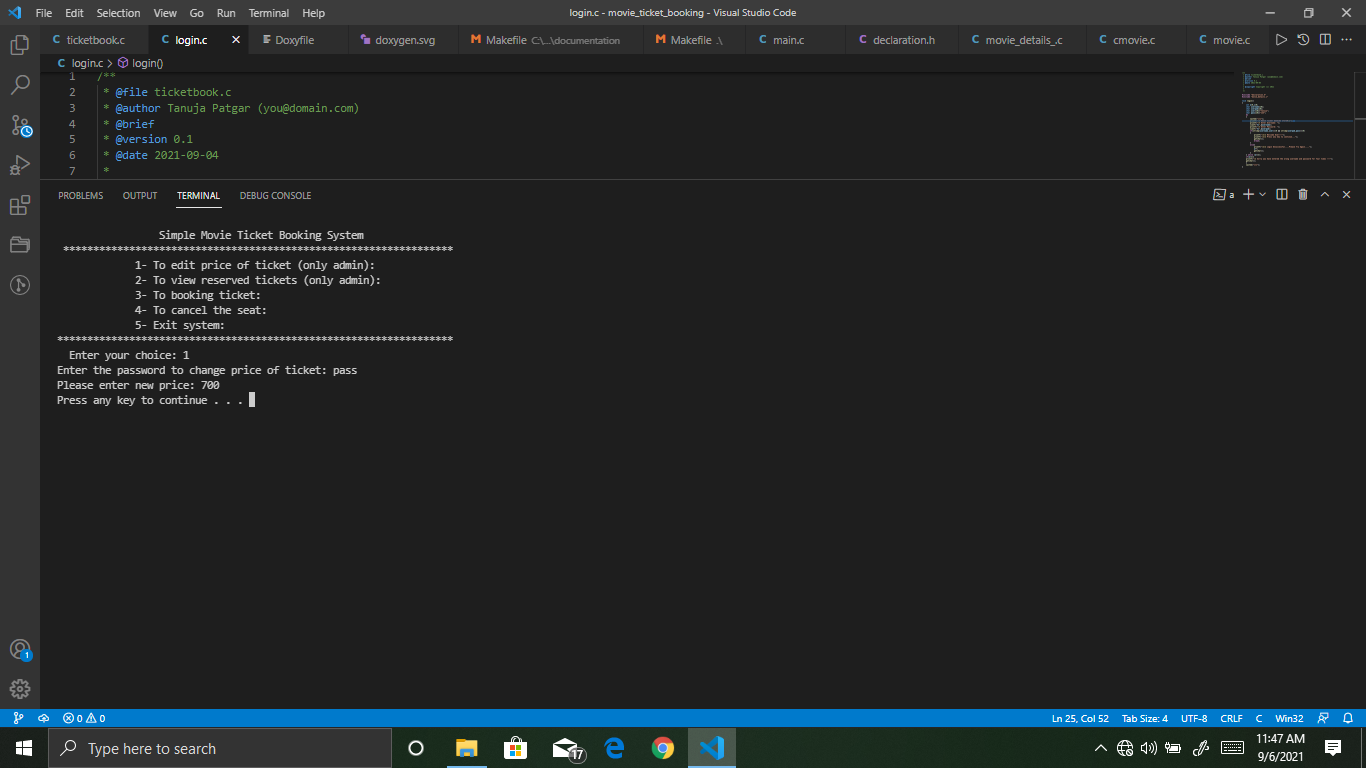 File Edit Selection View Go Run Terminal Help login.c - movie_ticket_booking - Visual Studio Code
ticketbook.c login.c Doxyfile doxygen.svg Makefile C:\...\documentation Makefile .\ main.c declaration.h movie_details_.c cmovie.c movie.c
login.c > login()
1 /**
2 * @file ticketbook.c
3 * @author Tanuja Patgar (you@domain.com)
4 * @brief
5 * @version 0.1
6 * @date 2021-09-04
7 *
PROBLEMS OUTPUT TERMINAL DEBUG CONSOLE a
Simple Movie Ticket Booking System
*****************************************************************
1- To edit price of ticket (only admin):
2- To view reserved tickets (only admin):
3- To booking ticket:
4- To cancel the seat:
5- Exit system:
******************************************************************
Enter your choice: 1
Enter the password to change price of ticket: pass
Please enter new price: 700
Press any key to continue . . .
1
0 0 Ln 25, Col 52 Tab Size: 4 UTF-8 CRLF C Win32
Type here to search 17 11:47 AM
9/6/2021